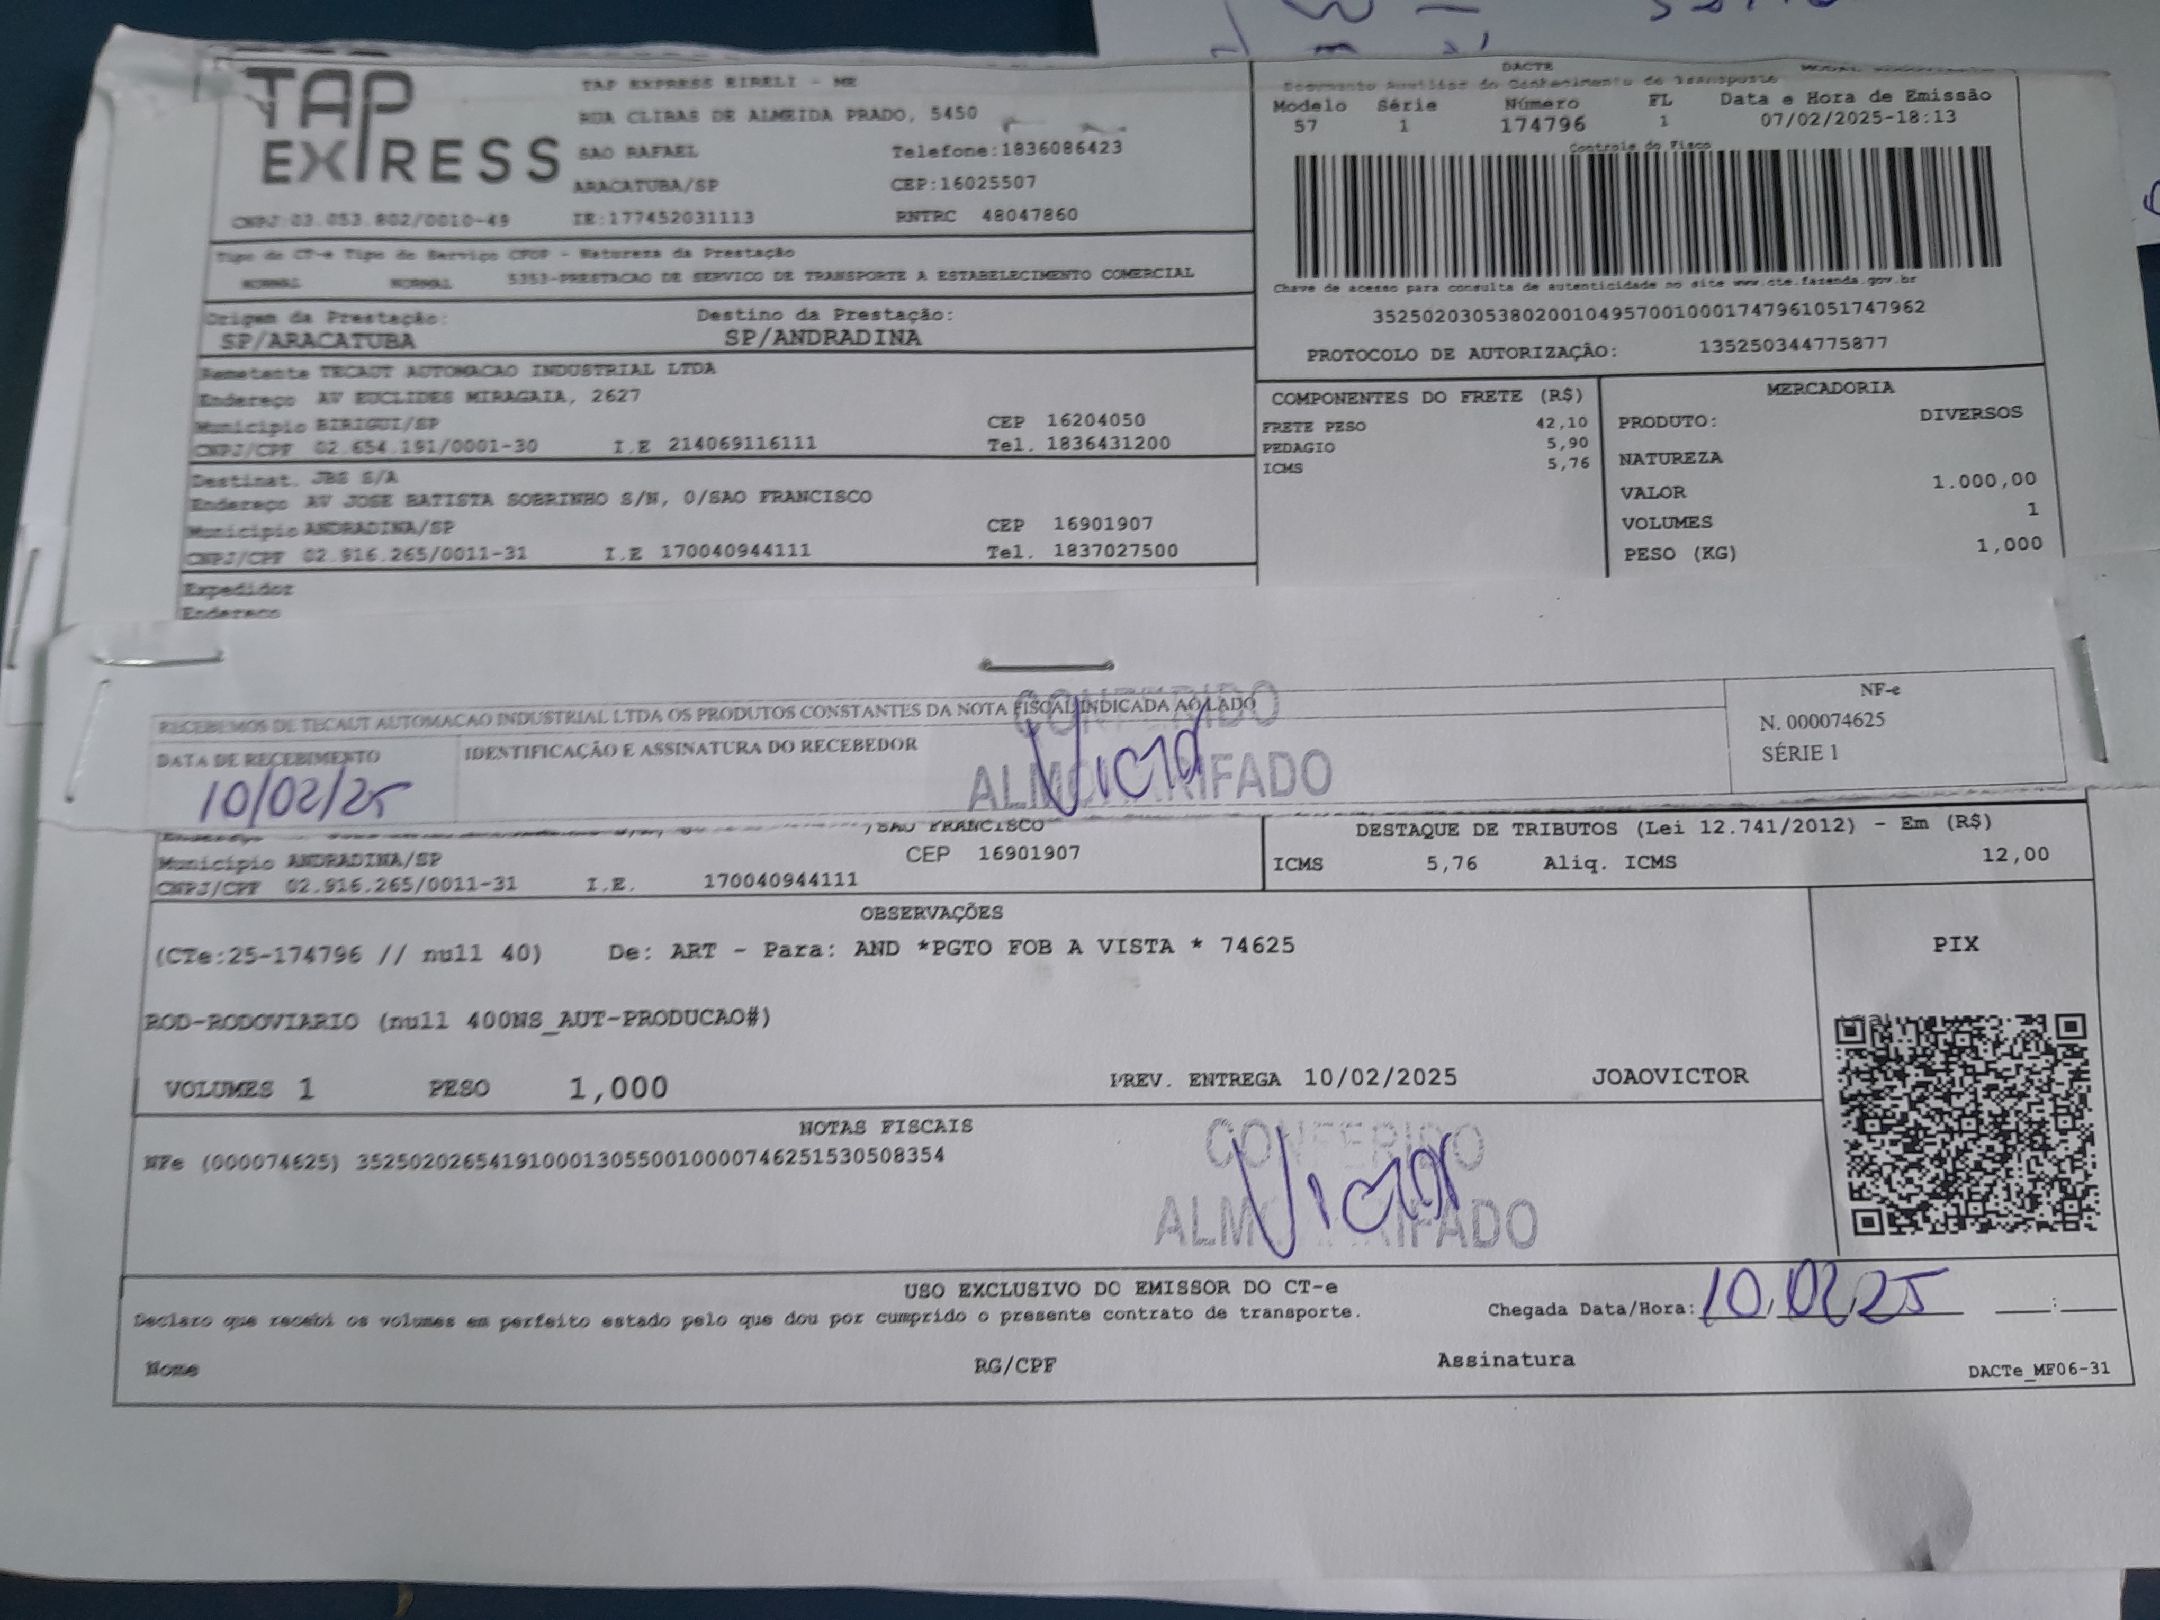 TAP EXPRESS
TAP EXPRESS EIRELI - ME
RUA CLIBAS DE ALMEIDA PRADO, 5450
SAO RAFAEL Telefone:1836086423
ARACATUBA/SP CEP:16025507
CNPJ:03.053.802/0010-49 IE:177452031113 RNTRC 48047860
DACTE
Documento Auxiliar do Conhecimento de Transporte
Modelo Série Número FL Data e Hora de Emissão
57 1 174796 1 07/02/2025-18:13
Controle do Fisco
Chave de acesso para consulta de autenticidade no site www.cte.fazenda.gov.br
35250203053802001049570010001747961051747962
PROTOCOLO DE AUTORIZAÇÃO: 135250344775877
Tipo do CT-e Tipo do Serviço CFOP - Natureza da Prestação
NORMAL NORMAL 5353-PRESTACAO DE SERVICO DE TRANSPORTE A ESTABELECIMENTO COMERCIAL
Origem da Prestação: Destino da Prestação:
SP/ARACATUBA SP/ANDRADINA
Remetente TECAUT AUTOMACAO INDUSTRIAL LTDA
Endereço AV EUCLIDES MIRAGAIA, 2627
Município BIRIGUI/SP CEP 16204050
CNPJ/CPF 02.654.191/0001-30 I.E 214069116111 Tel. 1836431200
Destinat. JBS S/A
Endereço AV JOSE BATISTA SOBRINHO S/N, 0/SAO FRANCISCO
Município ANDRADINA/SP CEP 16901907
CNPJ/CPF 02.916.265/0011-31 I.E 170040944111 Tel. 1837027500
Expedidor
Endereço
COMPONENTES DO FRETE (R$)
FRETE PESO 42,10
PEDAGIO 5,90
ICMS 5,76
MERCADORIA
PRODUTO: DIVERSOS
NATUREZA
VALOR 1.000,00
VOLUMES 1
PESO (KG) 1,000
RECEBEMOS DE TECAUT AUTOMACAO INDUSTRIAL LTDA OS PRODUTOS CONSTANTES DA NOTA FISCAL INDICADA AO LADO
DATA DE RECEBIMENTO IDENTIFICAÇÃO E ASSINATURA DO RECEBEDOR
10/02/25
CONFERIDO
Victor
ALMOXARIFADO
NF-e
N. 000074625
SÉRIE 1
/SAO FRANCISCO
Município ANDRADINA/SP CEP 16901907
CNPJ/CPF 02.916.265/0011-31 I.E. 170040944111
DESTAQUE DE TRIBUTOS (Lei 12.741/2012) - Em (R$)
ICMS 5,76 Aliq. ICMS 12,00
OBSERVAÇÕES
(CTe:25-174796 // null 40) De: ART - Para: AND *PGTO FOB A VISTA * 74625
ROD-RODOVIARIO (null 400NS_AUT-PRODUCAO#)
VOLUMES 1 PESO 1,000 PREV. ENTREGA 10/02/2025 JOAOVICTOR
PIX
NOTAS FISCAIS
NFe (000074625) 35250202654191000130550010000746251530508354
CONFERIDO
Victor
ALMOXARIFADO
USO EXCLUSIVO DO EMISSOR DO CT-e
Declaro que recebi os volumes em perfeito estado pelo que dou por cumprido o presente contrato de transporte.
Chegada Data/Hora: 10,02,25 :
Nome RG/CPF Assinatura DACTe_MF06-31